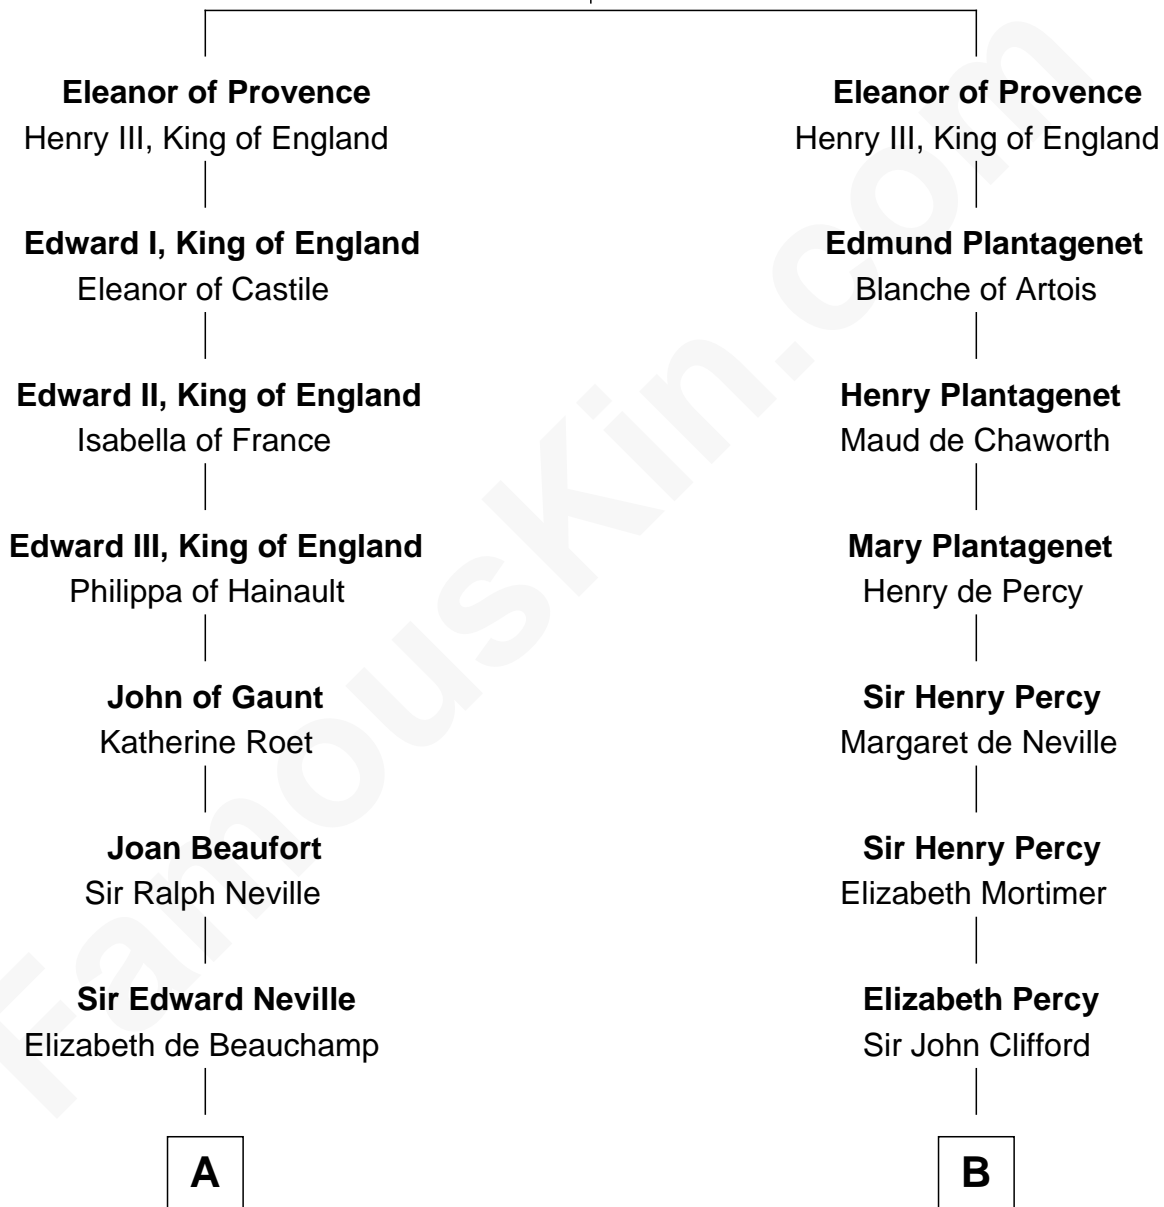 Eleanor of Provence
Henry III, King of England
Edward I, King of England
Eleanor of Castile
Edward II, King of England
Isabella of France
Edward III, King of England
Philippa of Hainault
John of Gaunt
Katherine Roet
Joan Beaufort
Sir Ralph Neville
Sir Edward Neville
Elizabeth de Beauchamp
A
Eleanor of Provence
Henry III, King of England
Edmund Plantagenet
Blanche of Artois
Henry Plantagenet
Maud de Chaworth
Mary Plantagenet
Henry de Percy
Sir Henry Percy
Margaret de Neville
Sir Henry Percy
Elizabeth Mortimer
Elizabeth Percy
Sir John Clifford
B
FamousKin.com